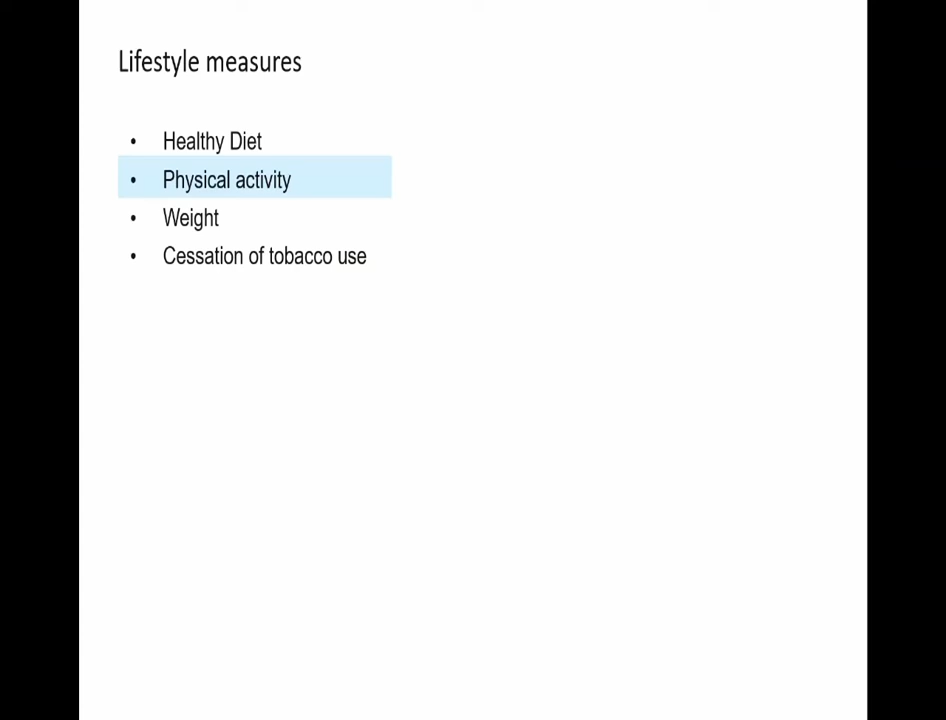 Lifestyle measures
• Healthy Diet
• Physical activity
• Weight
• Cessation of tobacco use